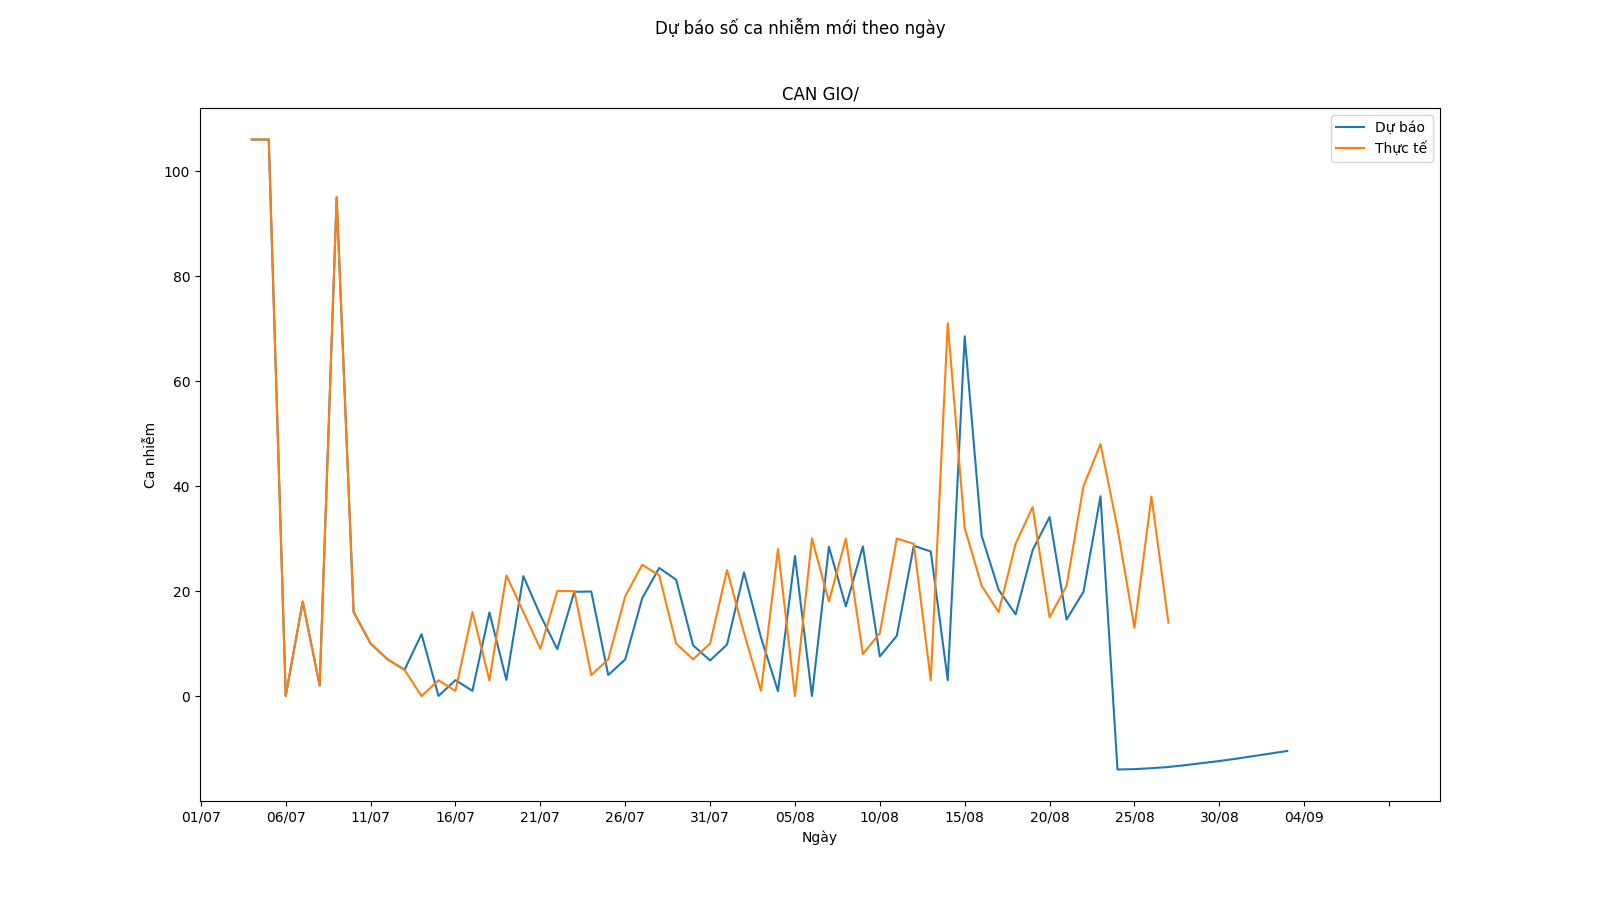 Dự báo số ca nhiễm mới theo ngày
CAN GIO/
Dự báo
Thực tế
100
80
60
40
20
0
Ca nhiễm
01/07 06/07 11/07 16/07 21/07 26/07 31/07 05/08 10/08 15/08 20/08 25/08 30/08 04/09
Ngày